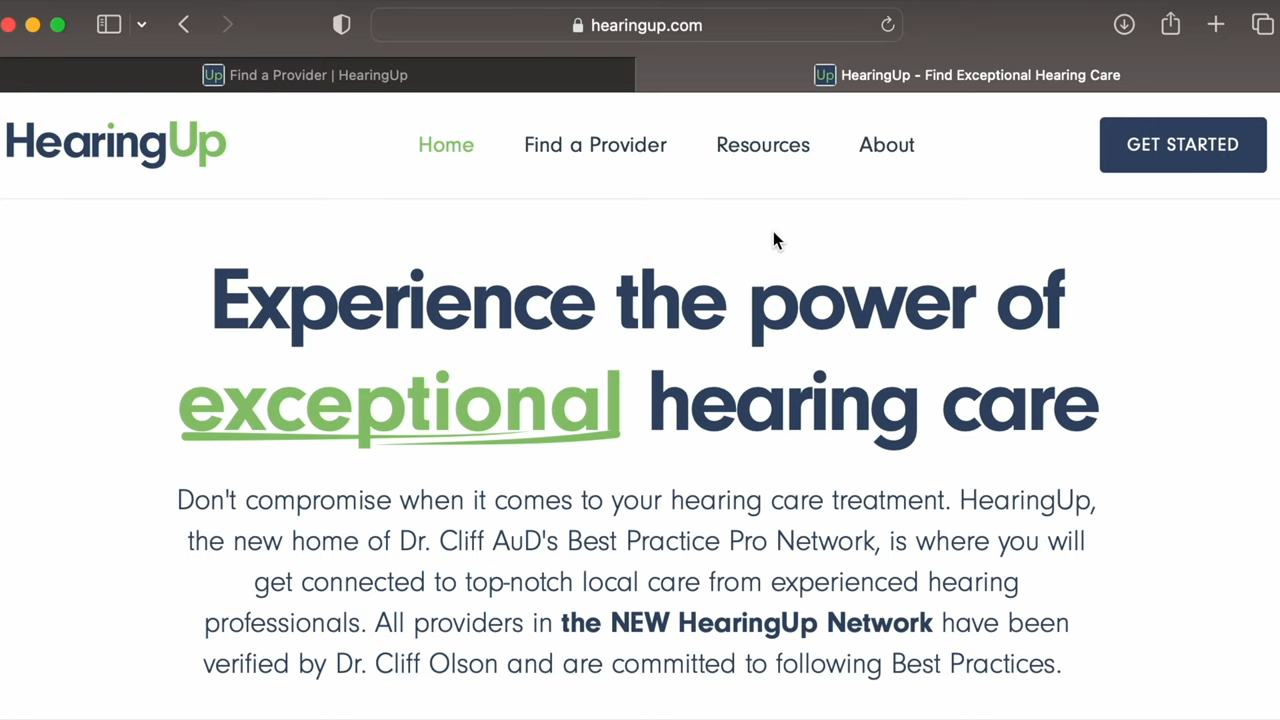 hearingup.com
Up Find a Provider | HearingUp
Up HearingUp - Find Exceptional Hearing Care
HearingUp
Home Find a Provider Resources About
GET STARTED
Experience the power of
exceptional hearing care
Don't compromise when it comes to your hearing care treatment. HearingUp,
the new home of Dr. Cliff AuD's Best Practice Pro Network, is where you will
get connected to top-notch local care from experienced hearing
professionals. All providers in the NEW HearingUp Network have been
verified by Dr. Cliff Olson and are committed to following Best Practices.